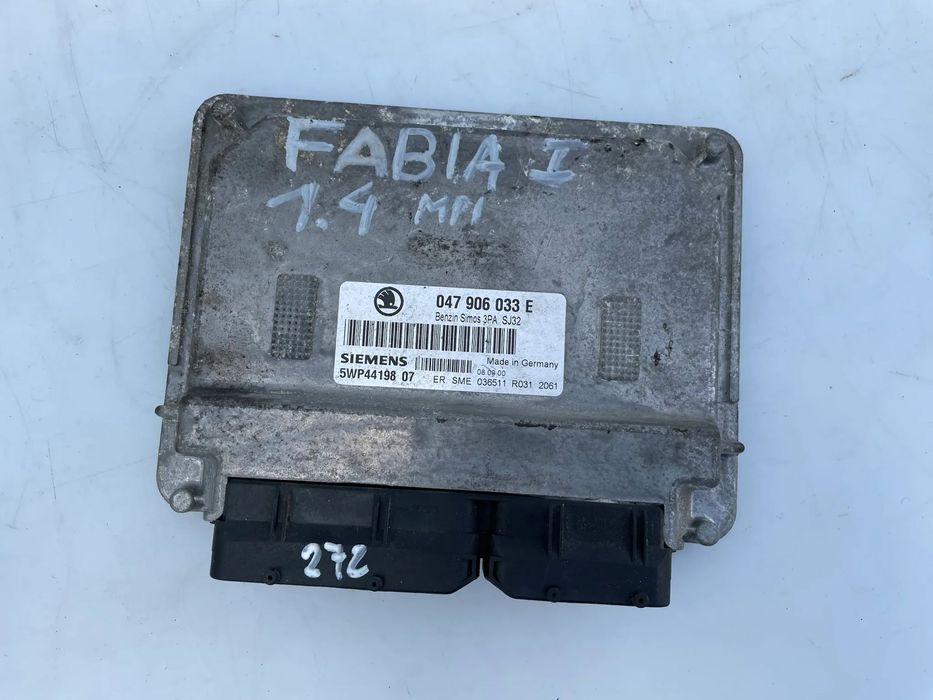 FABIA I
1.4 MPI
047 906 033 E
Benzin Simos 3PA SJ32
SIEMENS Made in Germany
08 09 00
5WP44198 07 ER SME 036511 R031 2061
272